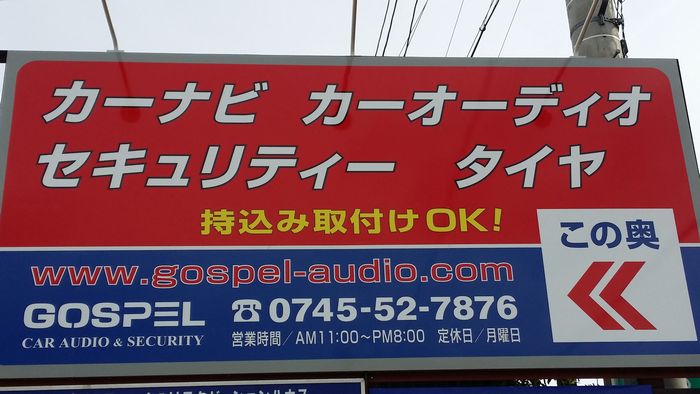 カーナビ カーオーディオ
セキュリティー タイヤ
持込み取付けOK!
この奥
www.gospel-audio.com
GOSPEL
CAR AUDIO & SECURITY
☎0745-52-7876
営業時間/AM11:00～PM8:00 定休日/月曜日